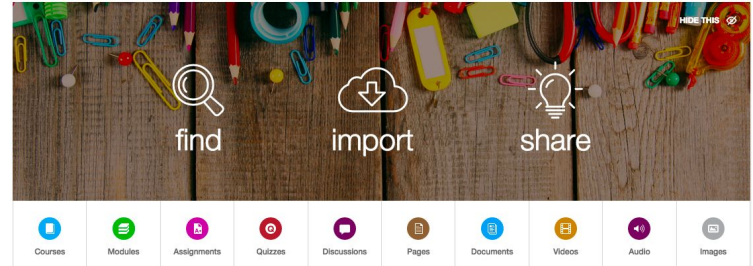 HIDE THIS
find import share
Courses Modules Assignments Quizzes Discussions Pages Documents Videos Audio Images